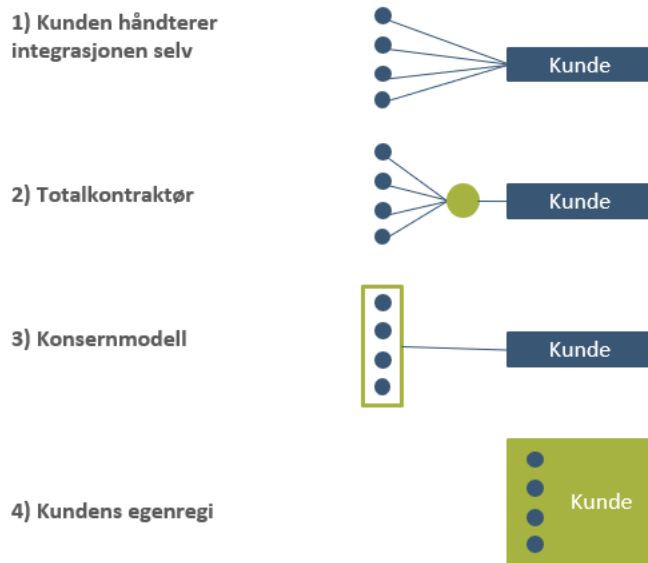 1) Kunden håndterer
integrasjonen selv
Kunde
2) Totalkontraktør
Kunde
3) Konsernmodell
Kunde
4) Kundens egenregi
Kunde